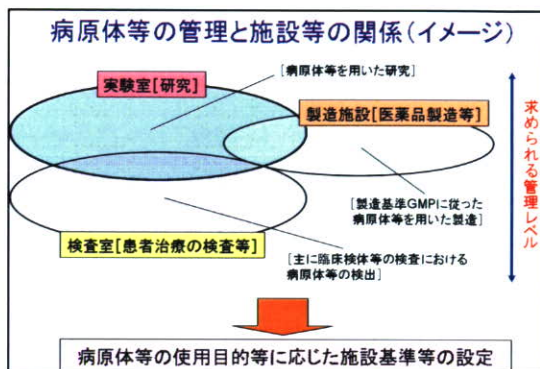 病原体等の管理と施設等の関係(イメージ)
実験室[研究]
[病原体等を用いた研究]
製造施設[医薬品製造等]
[製造基準GMPに従った
病原体等を用いた製造]
検査室[患者治療の検査等]
[主に臨床検体等の検査における
病原体等の検出]
求められる管理レベル
病原体等の使用目的等に応じた施設基準等の設定